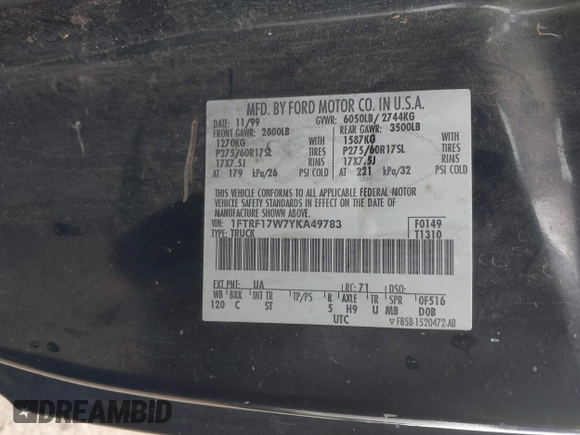 MFD. BY FORD MOTOR CO. IN U.S.A.
DATE: 11/99 GVWR: 6050LB/ 2744KG
FRONT GAWR: 2800LB REAR GAWR: 3500LB
1270KG WITH 1587KG WITH
P275/60R17SL TIRES P275/60R17SL TIRES
17X7.5J RIMS 17X7.5J RIMS
AT 179 kPa/26 PSI COLD AT 221 kPa/32 PSI COLD
THIS VEHICLE CONFORMS TO ALL APPLICABLE FEDERAL MOTOR
VEHICLE SAFETY STANDARDS IN EFFECT ON THE DATE OF
MANUFACTURE SHOWN ABOVE.
VIN: 1FTRF17W7YKA49783 F0149
TYPE: TRUCK T1310
EXT PNT: UA RC: 71 DSO:
WB BRK INT TR TP/PS R AXLE TR SPR 0F516
120 C ST 5 H9 U MB DOB
UTC ▽ F85B-1520472-AB
DREAMBID